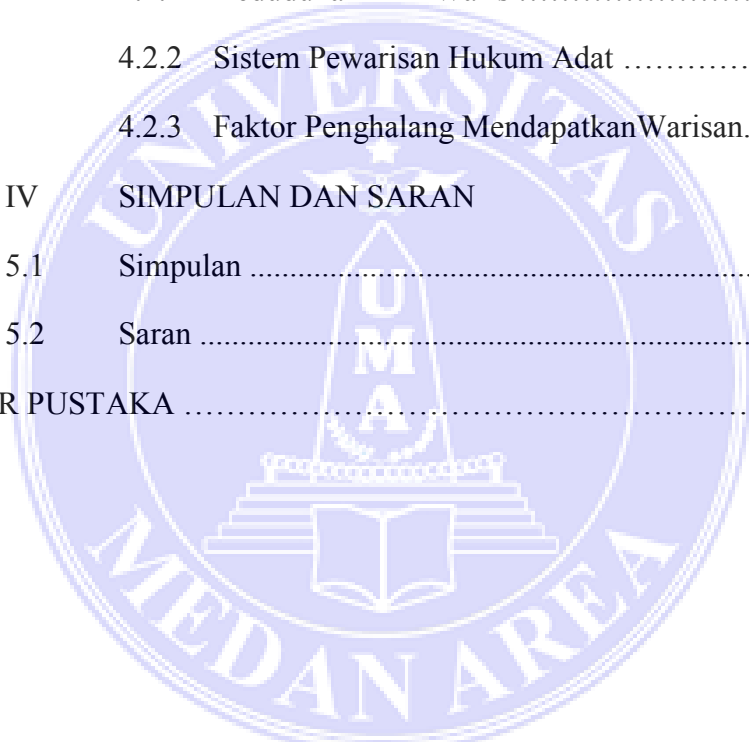 4.2.2 Sistem Pewarisan Hukum Adat ………….
4.2.3 Faktor Penghalang MendapatkanWarisan.
IV SIMPULAN DAN SARAN
5.1 Simpulan ................................................................
5.2 Saran ......................................................................
R PUSTAKA ……………………………………………………
UNIVERSITAS
UMA
MEDAN AREA